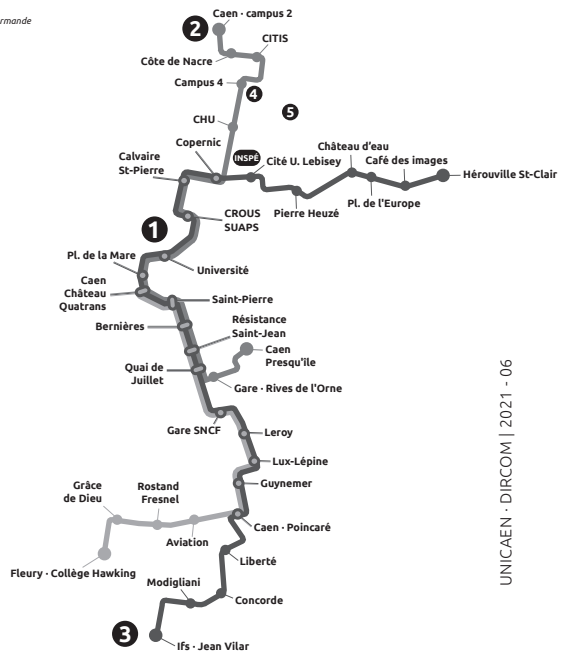 ormande
Caen · campus 2
2
CITIS
Côte de Nacre
Campus 4
4
5
CHU
Copernic
INSPÉ
Calvaire
St-Pierre
Cité U. Lebisey
Château d'eau
Café des images
Hérouville St-Clair
Pl. de l'Europe
Pierre Heuzé
CROUS
SUAPS
1
Pl. de la Mare
Université
Caen
Château
Quatrans
Saint-Pierre
Bernières
Résistance
Saint-Jean
Caen
Presqu'île
Quai de
Juillet
Gare · Rives de l'Orne
Gare SNCF
Leroy
Lux-Lépine
Guynemer
Grâce
de Dieu
Rostand
Fresnel
Aviation
Caen · Poincaré
Fleury · Collège Hawking
Liberté
Modigliani
Concorde
3
Ifs · Jean Vilar
UNICAEN · DIRCOM | 2021 - 06